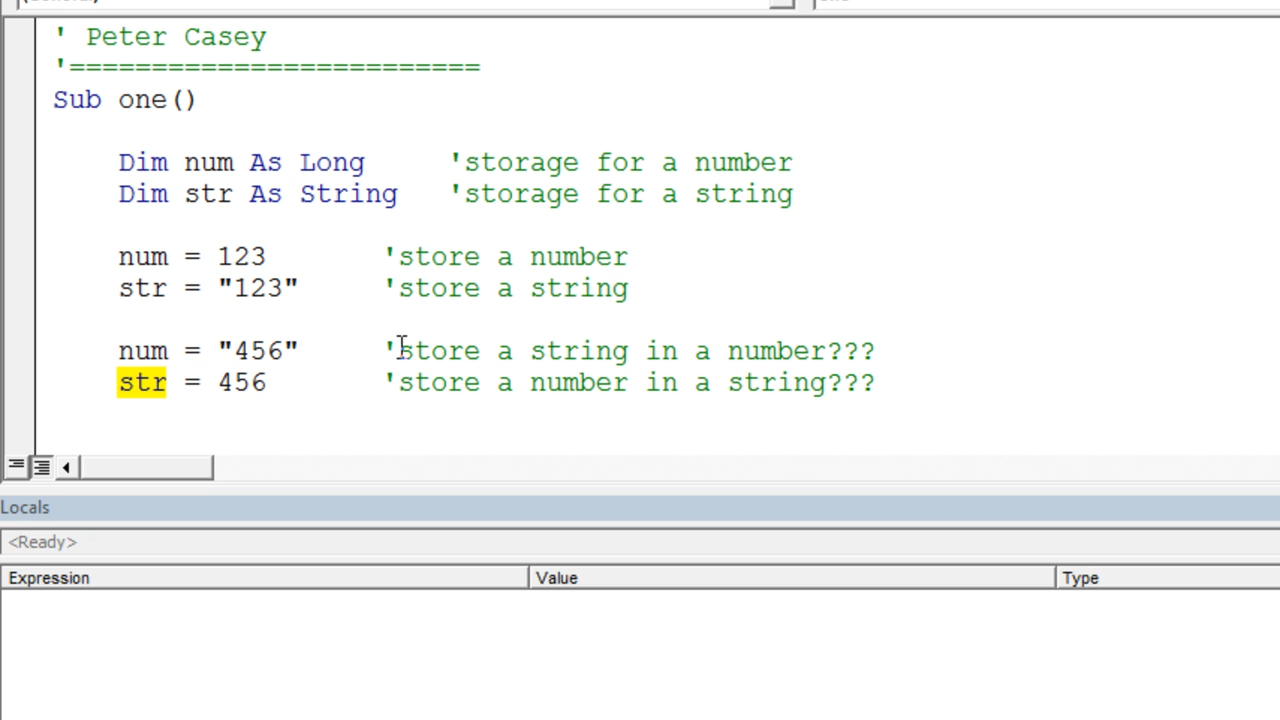 ' Peter Casey
'=========================
Sub one()
Dim num As Long 'storage for a number
Dim str As String 'storage for a string
num = 123 'store a number
str = "123" 'store a string
num = "456" 'store a string in a number???
str = 456 'store a number in a string???
Locals
<Ready>
Expression Value Type